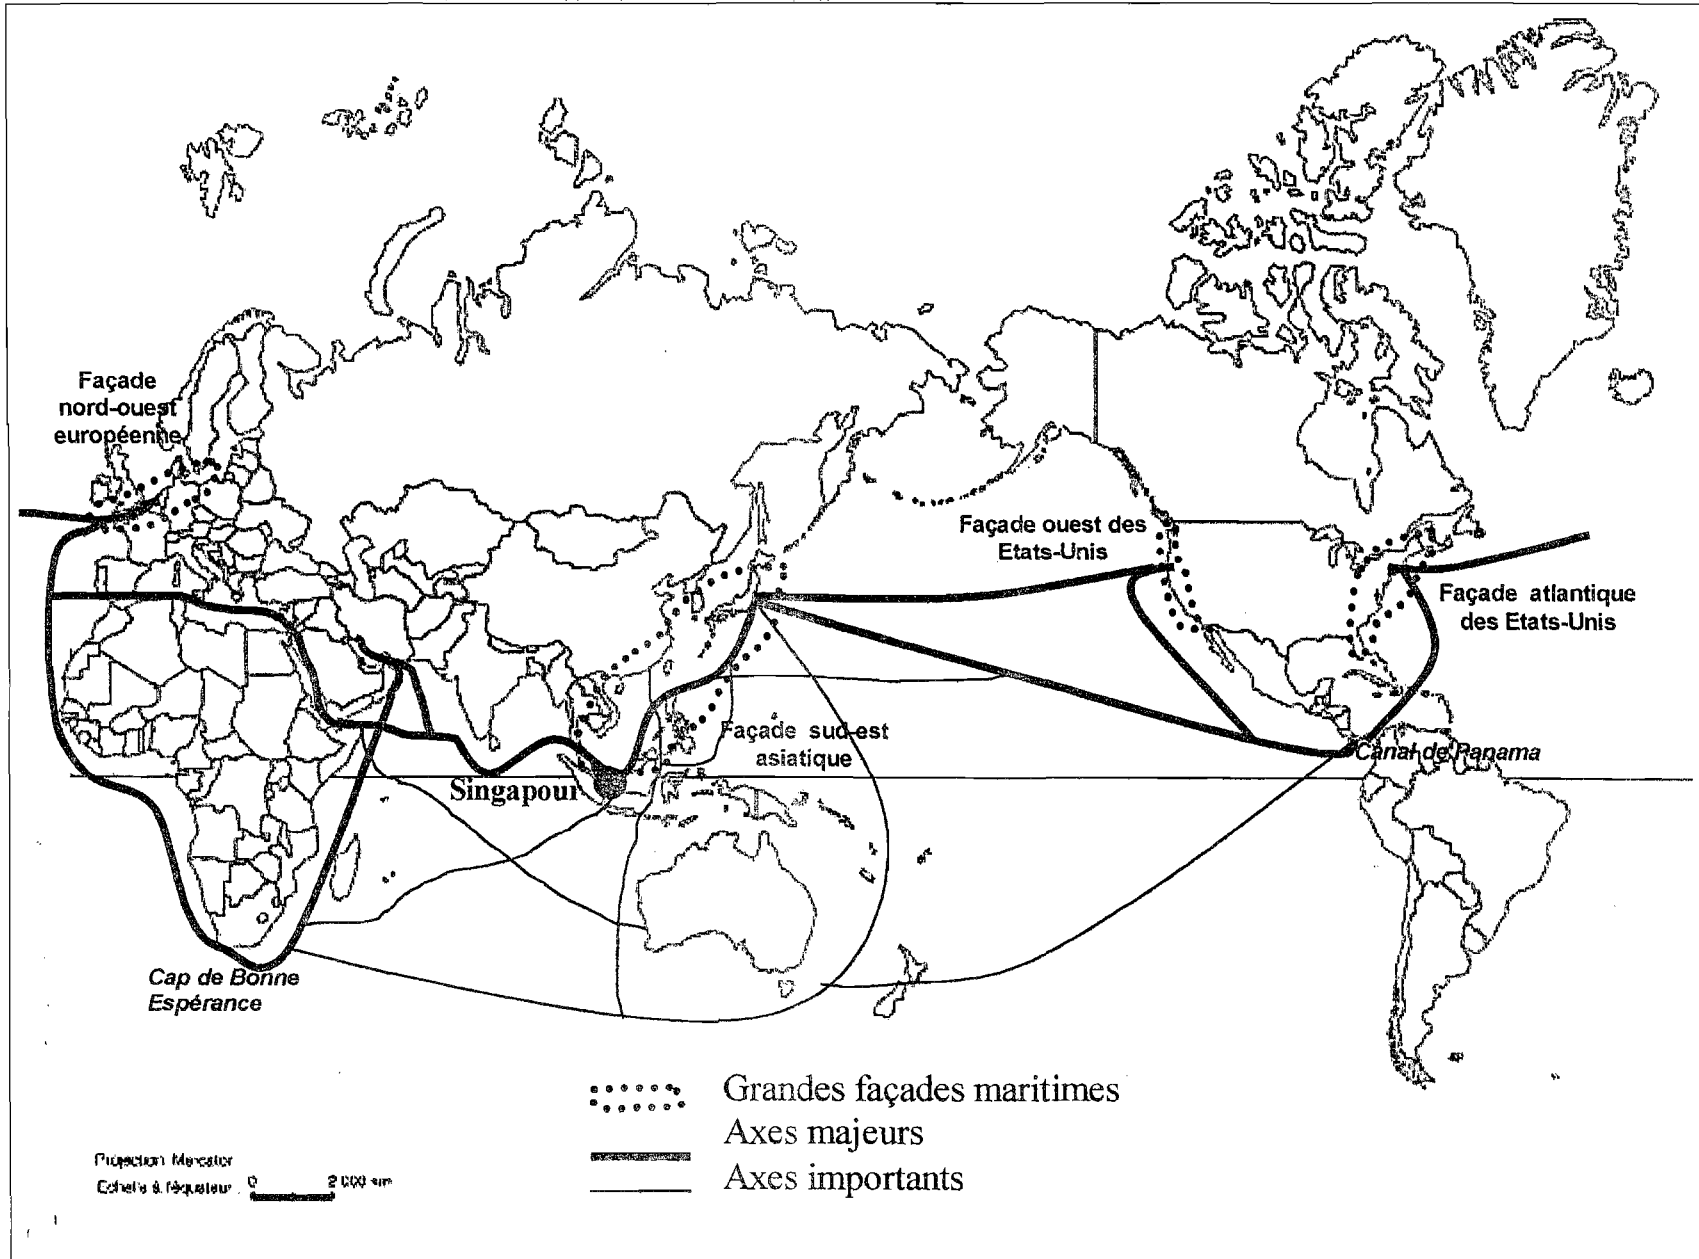 Façade
nord-ouest
européenne
Façade ouest des
Etats-Unis
Façade atlantique
des Etats-Unis
Façade sud-est
asiatique
Canal de Panama
Singapour
Cap de Bonne
Espérance
Grandes façades maritimes
Axes majeurs
Axes importants
Projection Mercator
Echelle à l'équateur 0 2 000 km